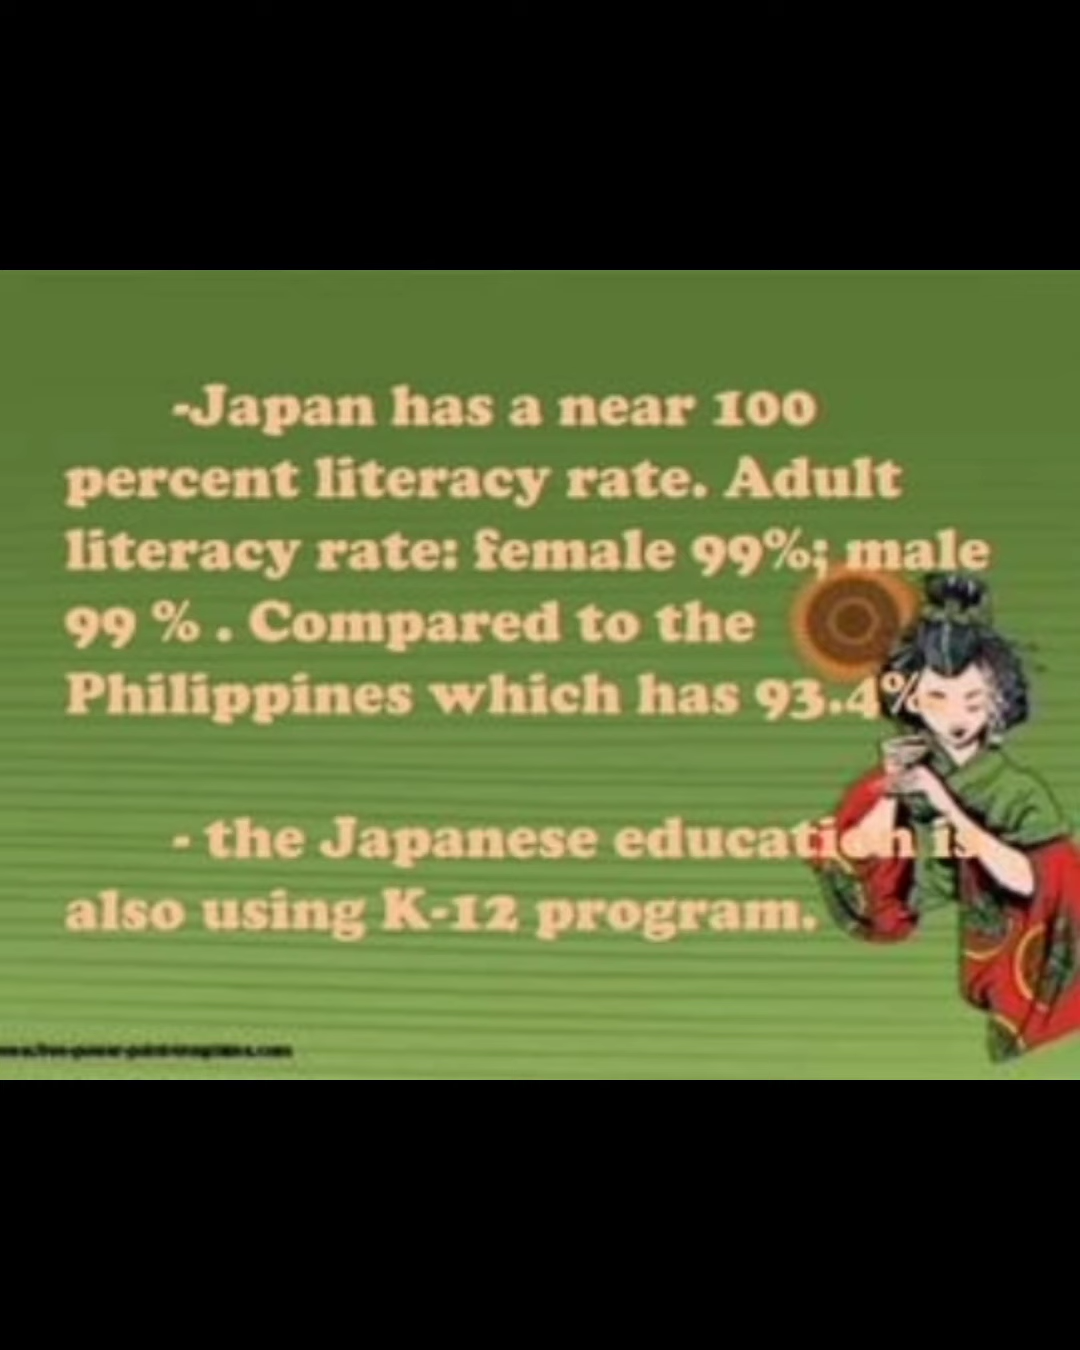 -Japan has a near 100
percent literacy rate. Adult
literacy rate: female 99%; male
99 % . Compared to the
Philippines which has 93.4%
- the Japanese education is
also using K-12 program.